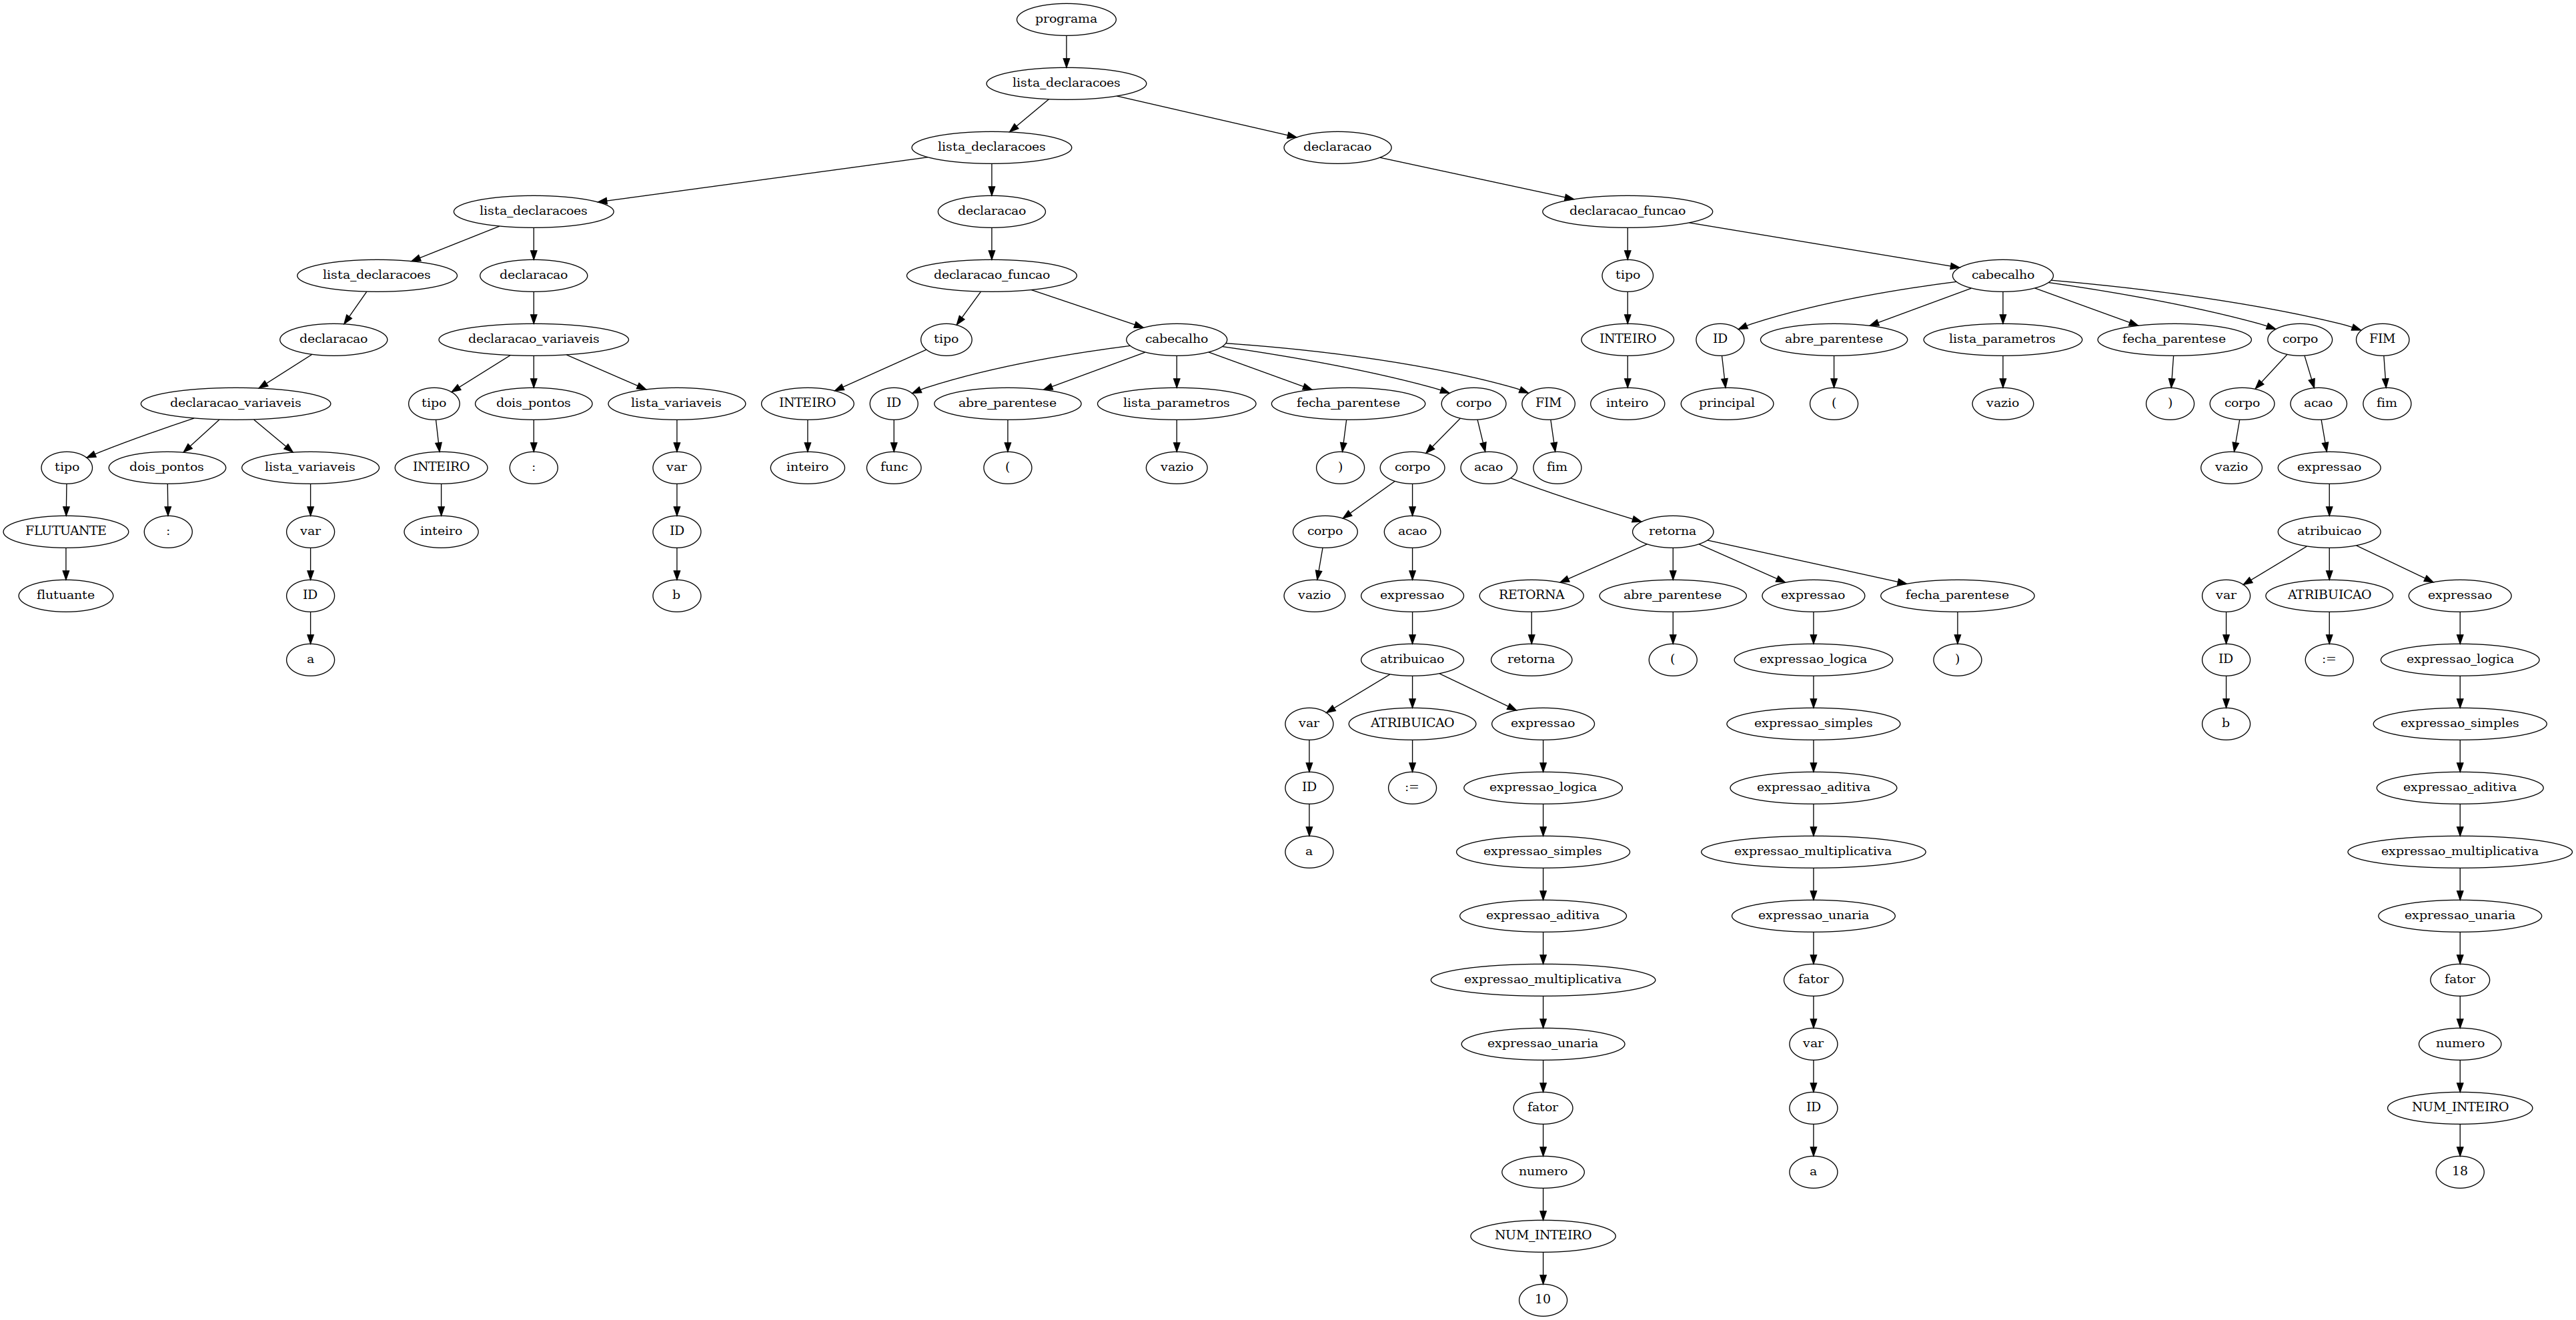 programa
lista_declaracoes
lista_declaracoes declaracao
lista_declaracoes declaracao declaracao_funcao
lista_declaracoes declaracao declaracao_funcao tipo cabecalho
declaracao declaracao_variaveis tipo cabecalho INTEIRO ID abre_parentese lista_parametros fecha_parentese corpo FIM
declaracao_variaveis tipo dois_pontos lista_variaveis INTEIRO ID abre_parentese lista_parametros fecha_parentese corpo FIM inteiro principal ( vazio ) corpo acao fim
tipo dois_pontos lista_variaveis INTEIRO : var inteiro func ( vazio ) corpo acao fim vazio expressao
FLUTUANTE : var inteiro ID corpo acao retorna atribuicao
flutuante ID b vazio expressao RETORNA abre_parentese expressao fecha_parentese var ATRIBUICAO expressao
a atribuicao retorna ( expressao_logica ) ID := expressao_logica
var ATRIBUICAO expressao expressao_simples b expressao_simples
ID := expressao_logica expressao_aditiva expressao_aditiva
a expressao_simples expressao_multiplicativa expressao_multiplicativa
expressao_aditiva expressao_unaria expressao_unaria
expressao_multiplicativa fator fator
expressao_unaria var numero
fator ID NUM_INTEIRO
numero a 18
NUM_INTEIRO
10